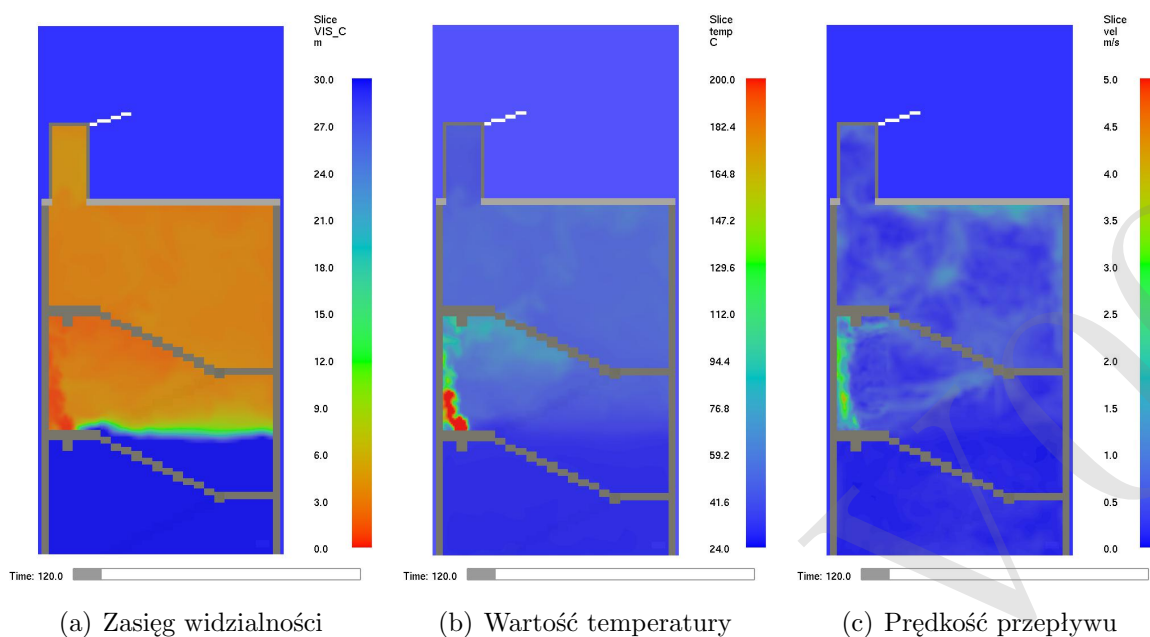 Slice
VIS_C
m
30.0
27.0
24.0
21.0
18.0
15.0
12.0
9.0
6.0
3.0
0.0
Time: 120.0
(a) Zasięg widzialności
Slice
temp
C
200.0
182.4
164.8
147.2
129.6
112.0
94.4
76.8
59.2
41.6
24.0
Time: 120.0
(b) Wartość temperatury
Slice
vel
m/s
5.0
4.5
4.0
3.5
3.0
2.5
2.0
1.5
1.0
0.5
0.0
Time: 120.0
(c) Prędkość przepływu